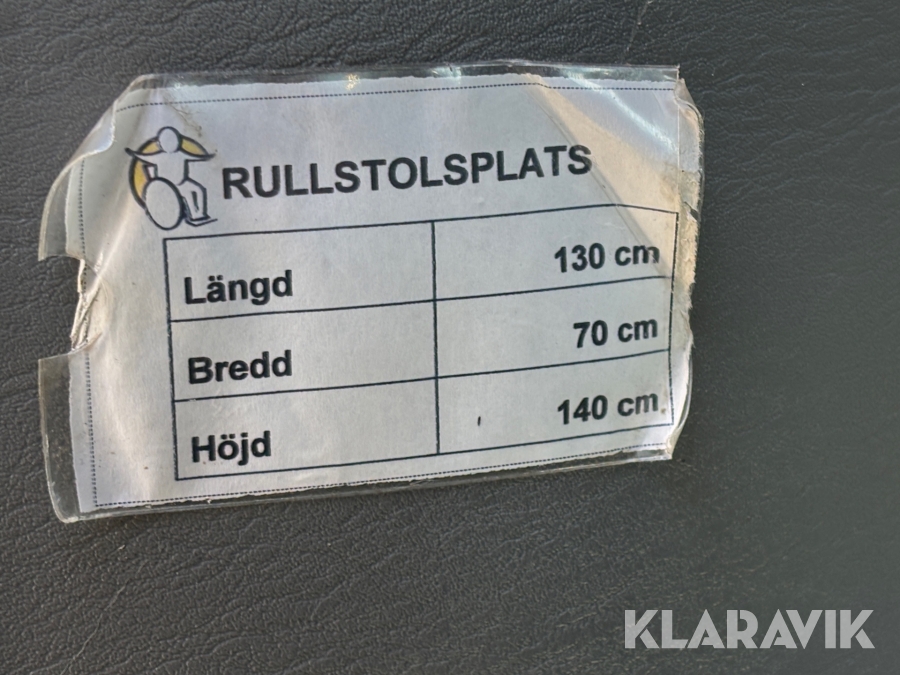 RULLSTOLSPLATS
Längd 130 cm
Bredd 70 cm
Höjd 140 cm
KLARAVIK